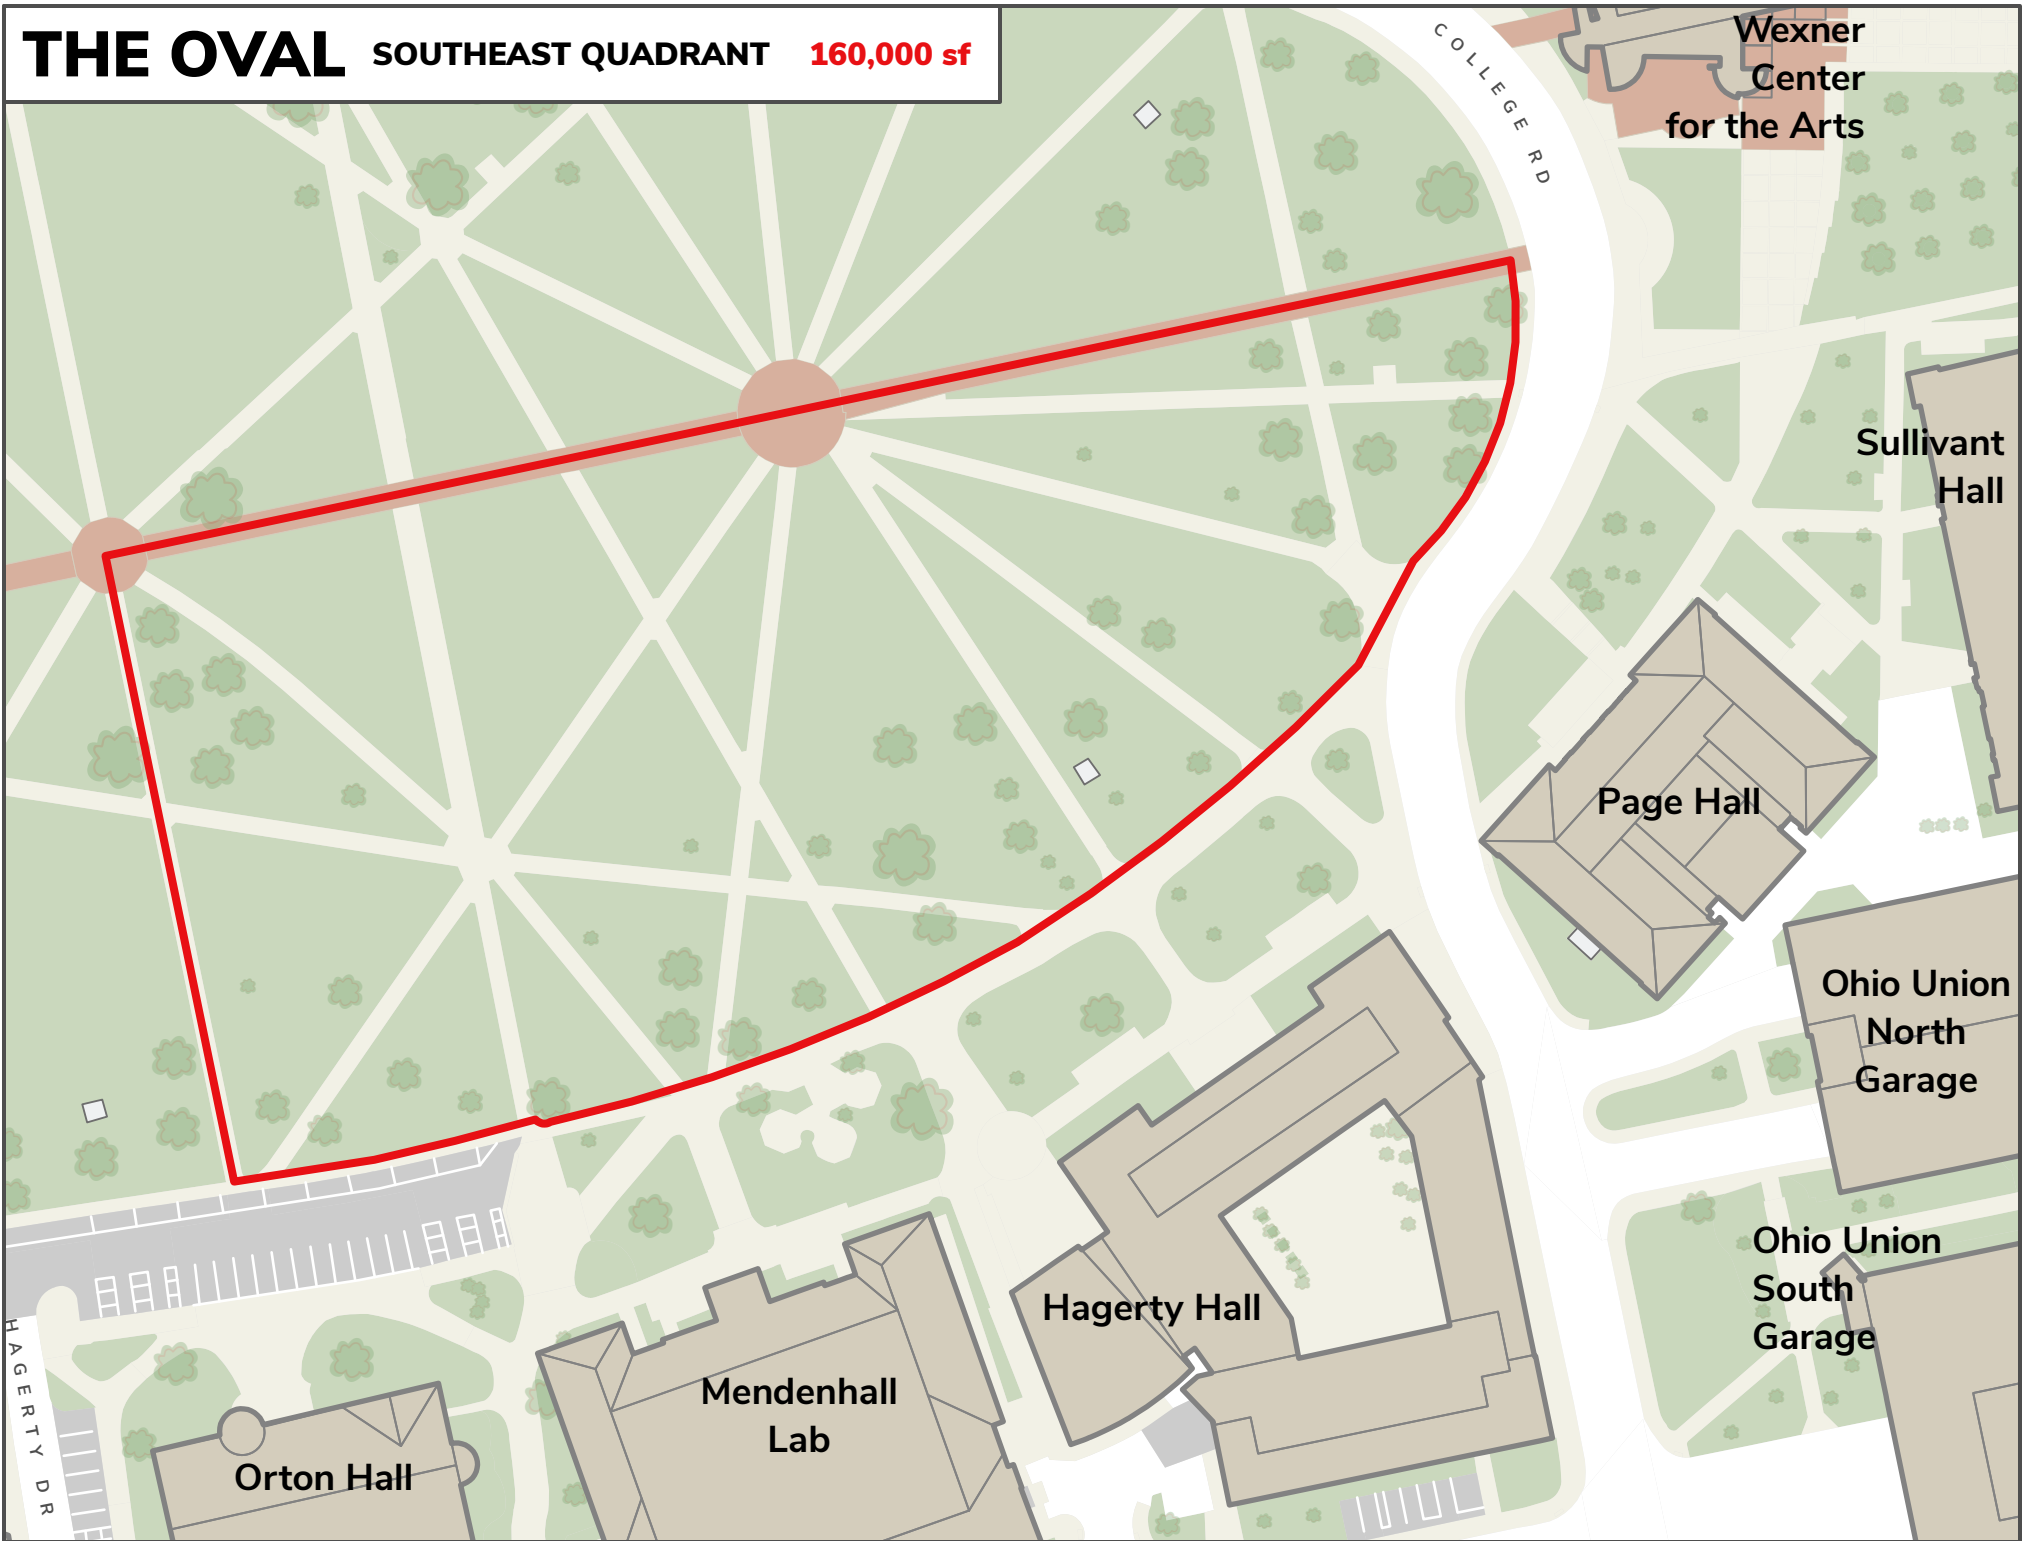 THE OVAL SOUTHEAST QUADRANT 160,000 sf
COLLEGE RD
Wexner
Center
for the Arts
Sullivant
Hall
Page Hall
Ohio Union
North
Garage
Ohio Union
South
Garage
Hagerty Hall
Mendenhall
Lab
Orton Hall
HAGERTY DR